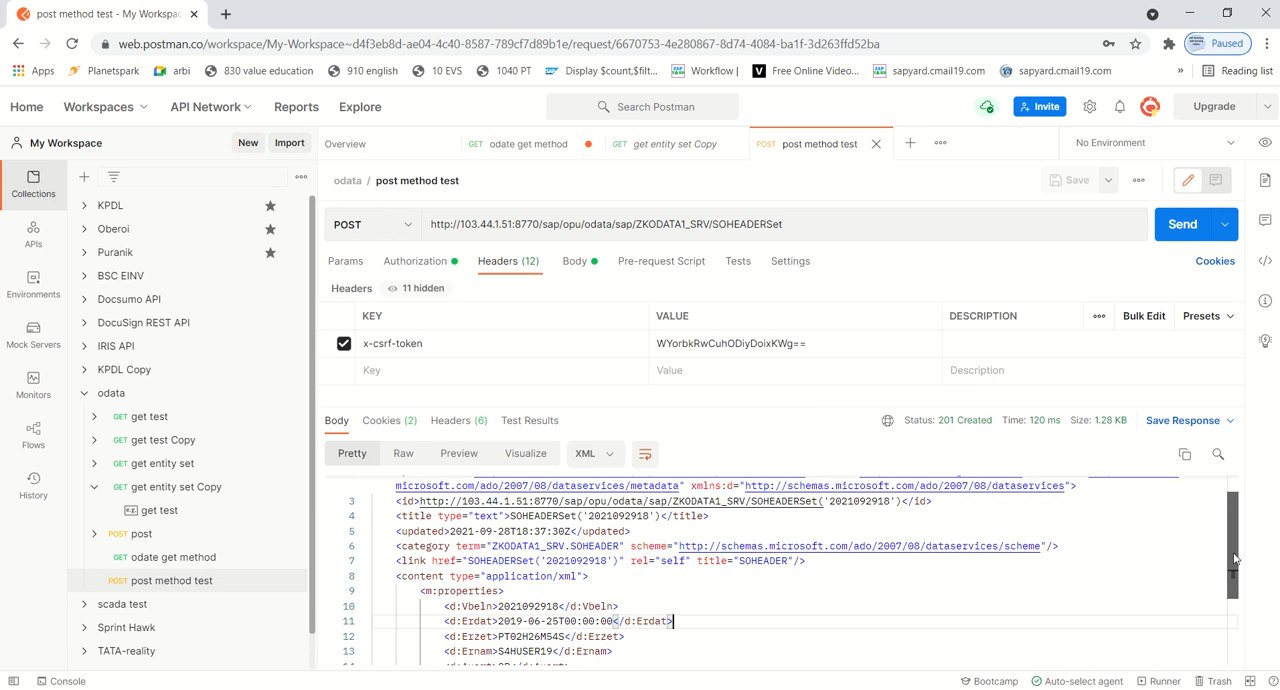 post method test - My Workspac
web.postman.co/workspace/My-Workspace~d4f3eb8d-ae04-4c40-8587-789cf7d89b1e/request/6670753-4e280867-8d74-4084-ba1f-3d263ffd52ba
Paused
Apps Planetspark arbi 830 value education 910 english 10 EVS 1040 PT Display $count,$filt... Workflow | Free Online Video... sapyard.cmail19.com sapyard.cmail19.com » Reading list
Home Workspaces API Network Reports Explore Search Postman Invite Upgrade
My Workspace New Import Overview GET odate get method GET get entity set Copy POST post method test No Environment
odata / post method test Save
Collections
APIs
Environments
Mock Servers
Monitors
Flows
History
KPDL
Oberoi
Puranik
BSC EINV
Docsumo API
DocuSign REST API
IRIS API
KPDL Copy
odata
GET get test
GET get test Copy
GET get entity set
GET get entity set Copy
e.g. get test
POST post
GET odate get method
POST post method test
scada test
Sprint Hawk
TATA-reality
POST http://103.44.1.51:8770/sap/opu/odata/sap/ZKODATA1_SRV/SOHEADERSet Send
Params Authorization Headers (12) Body Pre-request Script Tests Settings Cookies
Headers 11 hidden
KEY VALUE DESCRIPTION Bulk Edit Presets
x-csrf-token WYorbkRwCuhODiyDoixKWg==
Key Value Description
Body Cookies (2) Headers (6) Test Results Status: 201 Created Time: 120 ms Size: 1.28 KB Save Response
Pretty Raw Preview Visualize XML
microsoft.com/ado/2007/08/dataservices/metadata" xmlns:d="http://schemas.microsoft.com/ado/2007/08/dataservices">
3 <id>http://103.44.1.51:8770/sap/opu/odata/sap/ZKODATA1_SRV/SOHEADERSet('2021092918')</id>
4 <title type="text">SOHEADERSet('2021092918')</title>
5 <updated>2021-09-28T18:37:30Z</updated>
6 <category term="ZKODATA1_SRV.SOHEADER" scheme="http://schemas.microsoft.com/ado/2007/08/dataservices/scheme"/>
7 <link href="SOHEADERSet('2021092918')" rel="self" title="SOHEADER"/>
8 <content type="application/xml">
9 <m:properties>
10 <d:Vbeln>2021092918</d:Vbeln>
11 <d:Erdat>2019-06-25T00:00:00</d:Erdat>
12 <d:Erzet>PT02H26M54S</d:Erzet>
13 <d:Ernam>S4HUSER19</d:Ernam>
Console Bootcamp Auto-select agent Runner Trash